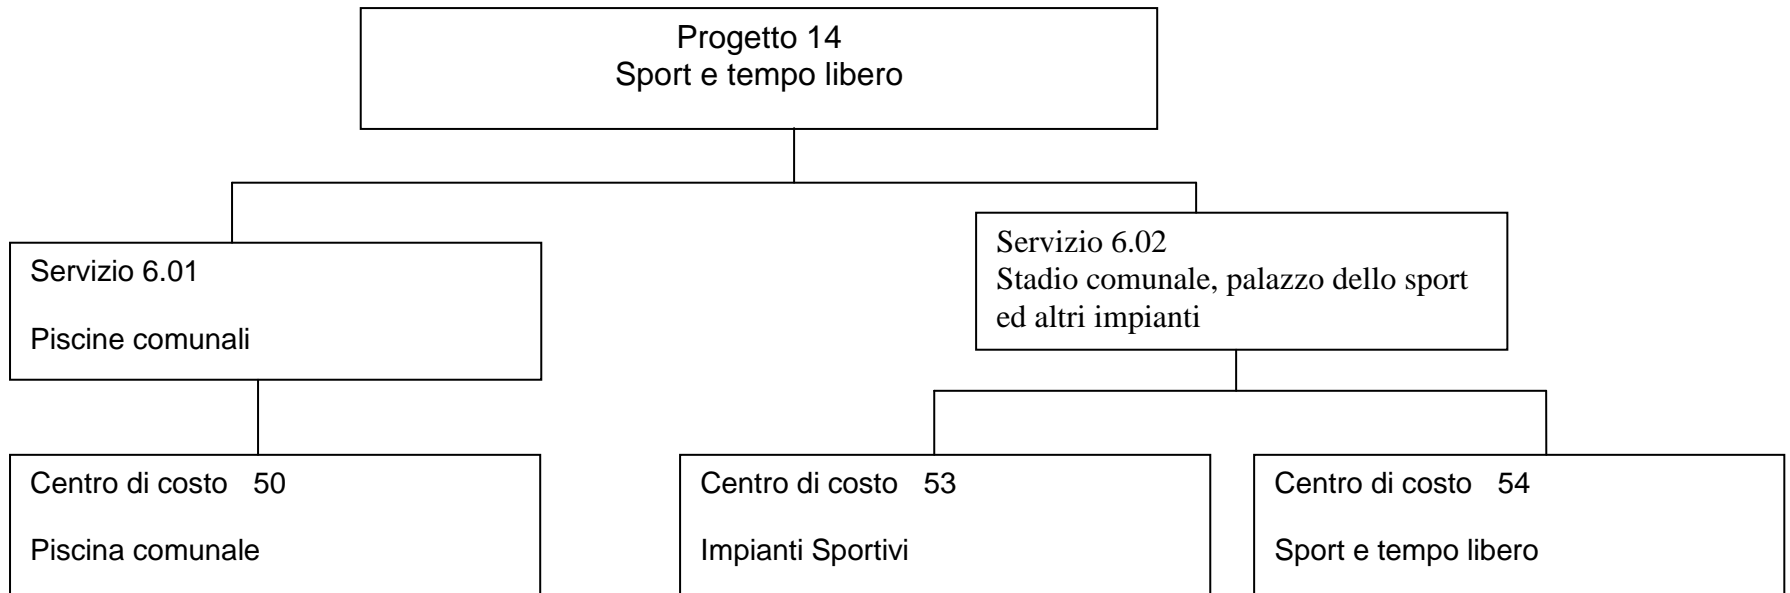 Progetto 14
Sport e tempo libero
Servizio 6.01
Piscine comunali
Servizio 6.02
Stadio comunale, palazzo dello sport
ed altri impianti
Centro di costo 50
Piscina comunale
Centro di costo 53
Impianti Sportivi
Centro di costo 54
Sport e tempo libero